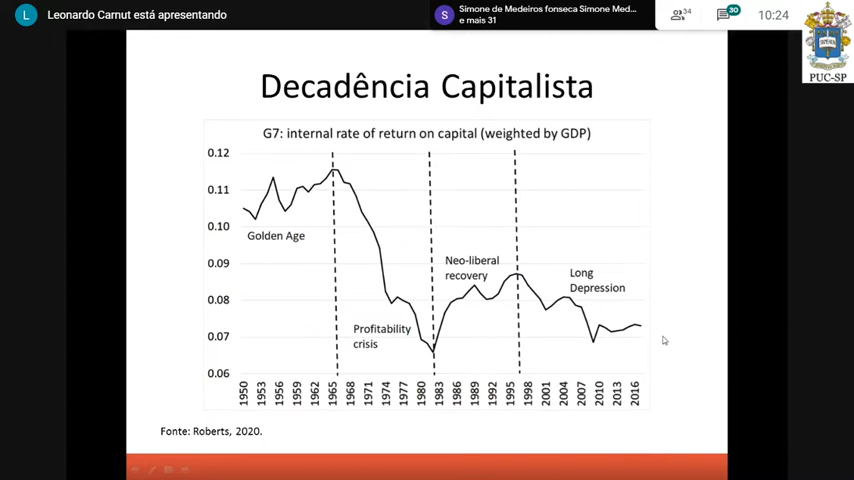 L
Leonardo Carnut está apresentando
S
Simone de Medeiros fonseca Simone Med...
e mais 31
34
30
10:24
PUC-SP
Decadência Capitalista
G7: internal rate of return on capital (weighted by GDP)
0.12
0.11
0.10
0.09
0.08
0.07
0.06
Golden Age
Profitability
crisis
Neo-liberal
recovery
Long
Depression
1950
1953
1956
1959
1962
1965
1968
1971
1974
1977
1980
1983
1986
1989
1992
1995
1998
2001
2004
2007
2010
2013
2016
Fonte: Roberts, 2020.